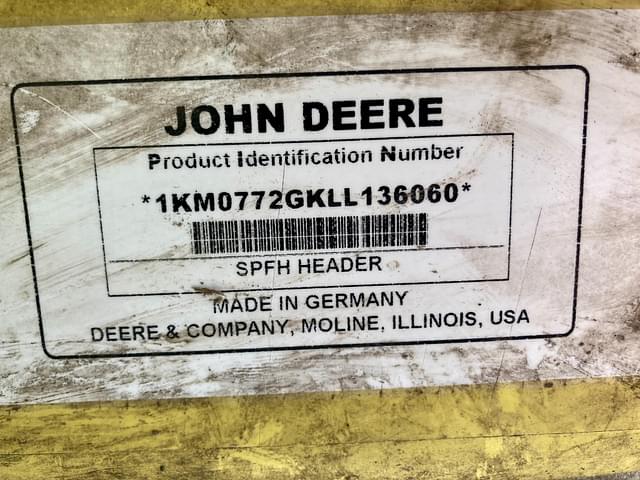 JOHN DEERE
Product Identification Number
*1KM0772GKLL136060*
SPFH HEADER
MADE IN GERMANY
DEERE & COMPANY, MOLINE, ILLINOIS, USA